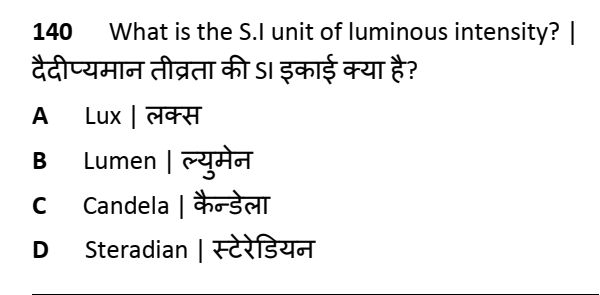 140 What is the S.I unit of luminous intensity? |
दैदीप्यमान तीव्रता की SI इकाई क्या है?
A Lux | लक्स
B Lumen | ल्युमेन
C Candela | कैन्डेला
D Steradian | स्टेरेडियन